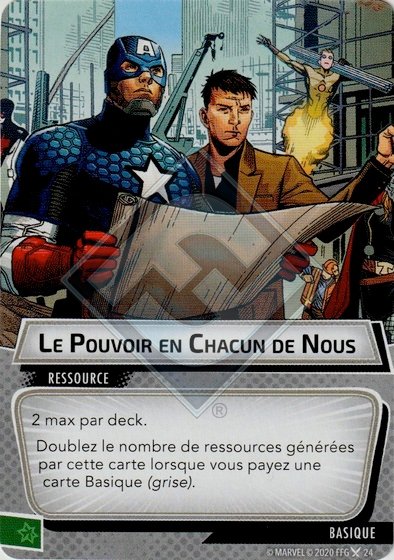 A
LE POUVOIR EN CHACUN DE NOUS
RESSOURCE
2 max par deck.
Doublez le nombre de ressources générées
par cette carte lorsque vous payez une
carte Basique (grise).
®
BASIQUE
© MARVEL © 2020 FFG 24